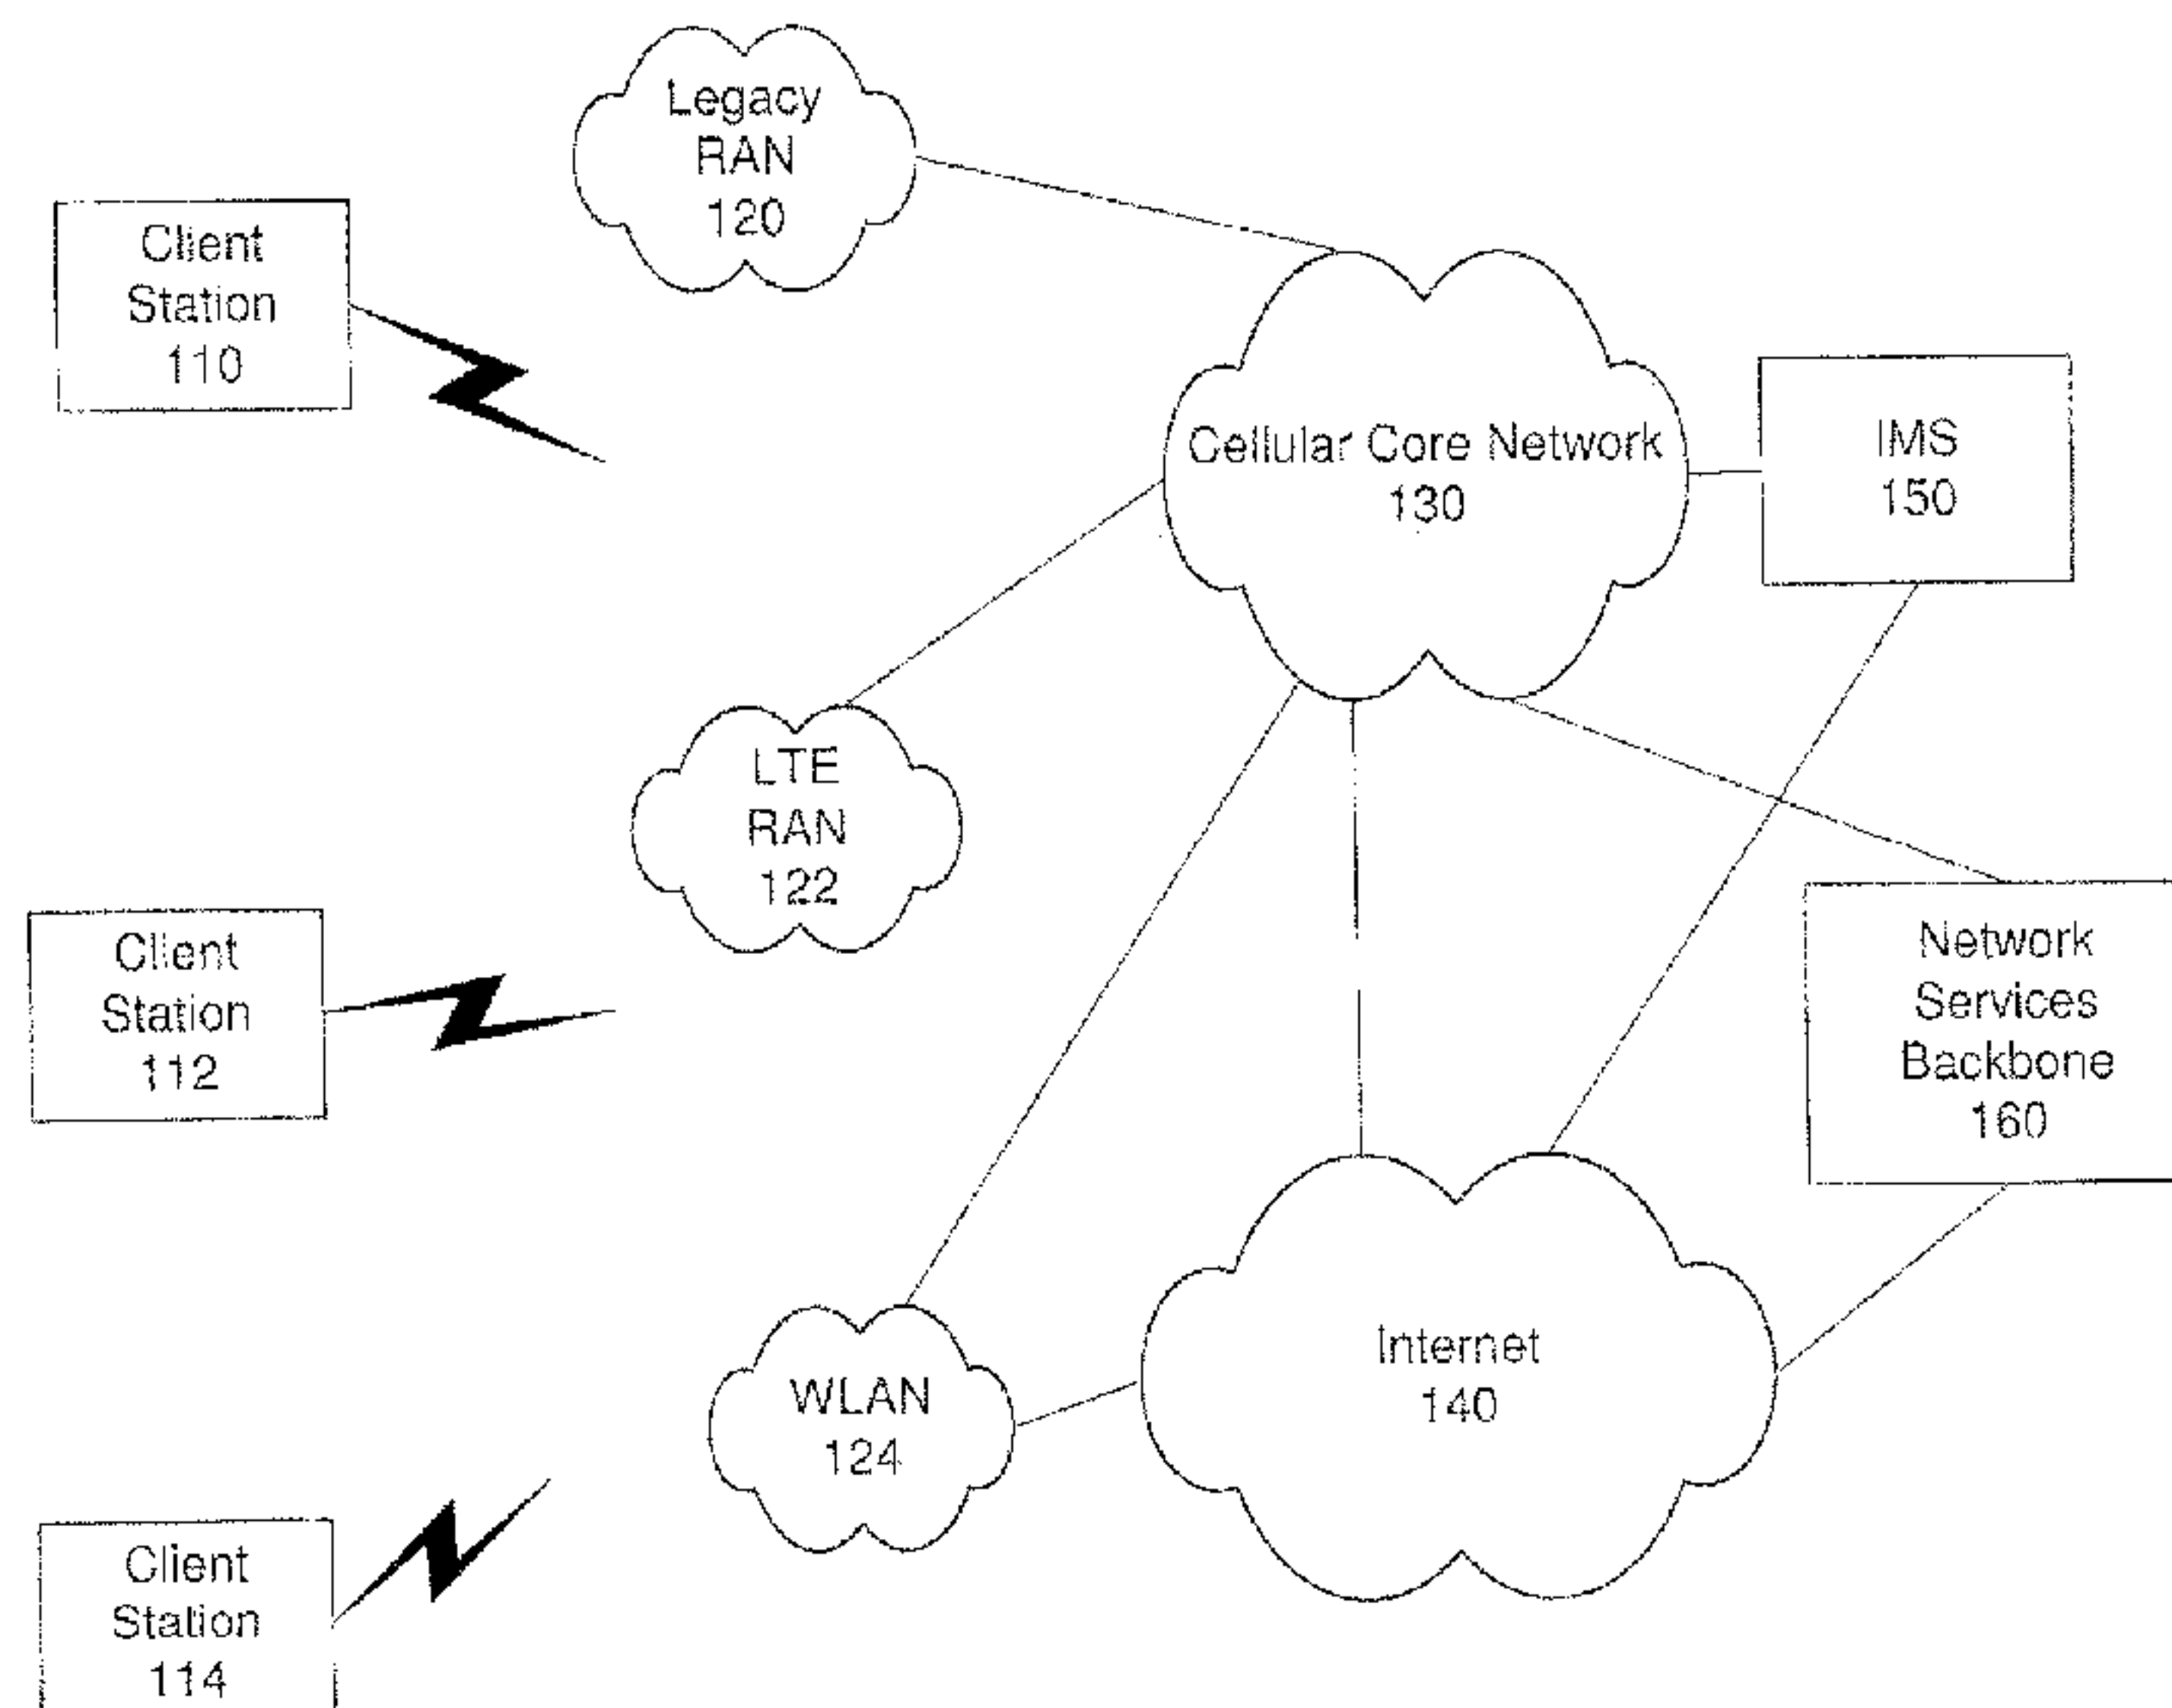 Legacy
RAN
120
Client
Station
110
Cellular Core Network
130
IMS
150
LTE
RAN
122
Client
Station
112
Network
Services
Backbone
160
Internet
140
WLAN
124
Client
Station
114